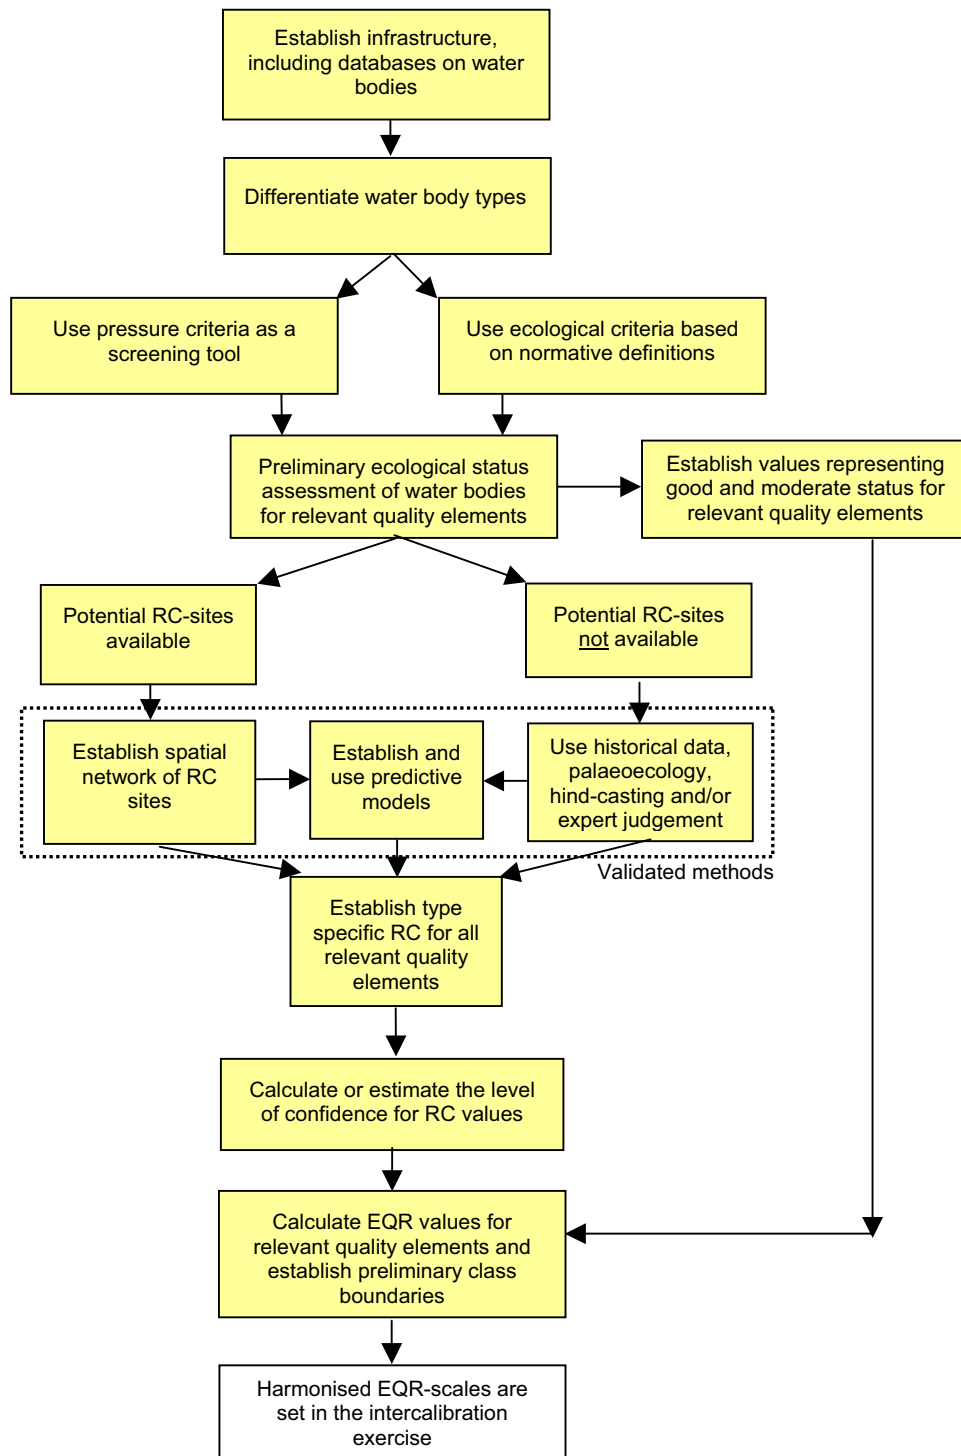 Establish infrastructure,
including databases on water
bodies
Differentiate water body types
Use pressure criteria as a
screening tool
Use ecological criteria based
on normative definitions
Preliminary ecological status
assessment of water bodies
for relevant quality elements
Establish values representing
good and moderate status for
relevant quality elements
Potential RC-sites
available
Potential RC-sites
not available
Establish spatial
network of RC
sites
Establish and
use predictive
models
Use historical data,
palaeoecology,
hind-casting and/or
expert judgement
Validated methods
Establish type
specific RC for all
relevant quality
elements
Calculate or estimate the level
of confidence for RC values
Calculate EQR values for
relevant quality elements and
establish preliminary class
boundaries
Harmonised EQR-scales are
set in the intercalibration
exercise